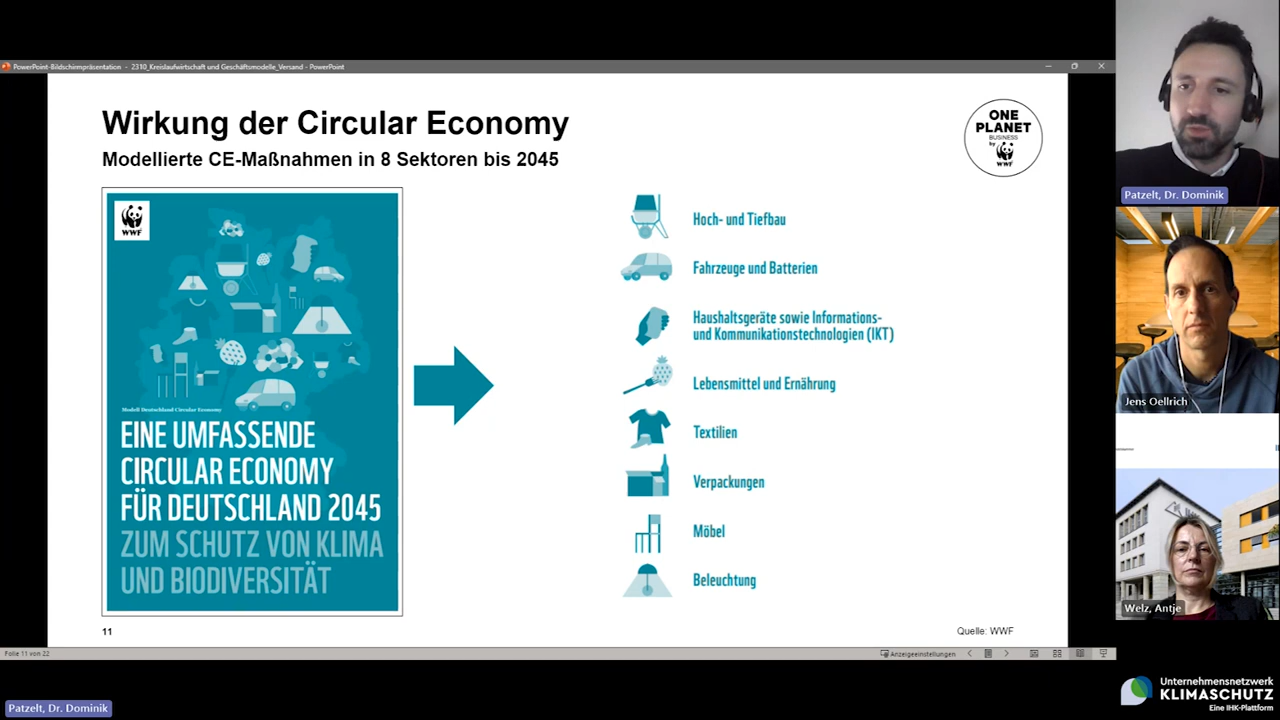 PowerPoint-Bildschirmpräsentation - 2310_Kreislaufwirtschaft und Geschäftsmodelle_Versand - PowerPoint
Wirkung der Circular Economy
Modellierte CE-Maßnahmen in 8 Sektoren bis 2045
ONE
PLANET
BUSINESS
by
WWF
WWF
Modell Deutschland Circular Economy
EINE UMFASSENDE
CIRCULAR ECONOMY
FÜR DEUTSCHLAND 2045
ZUM SCHUTZ VON KLIMA
UND BIODIVERSITÄT
Hoch- und Tiefbau
Fahrzeuge und Batterien
Haushaltsgeräte sowie Informations-
und Kommunikationstechnologien (IKT)
Lebensmittel und Ernährung
Textilien
Verpackungen
Möbel
Beleuchtung
11
Quelle: WWF
Folie 11 von 22
Anzeigeeinstellungen
Patzelt, Dr. Dominik
Jens Oellrich
Welz, Antje
Patzelt, Dr. Dominik
Unternehmensnetzwerk
KLIMASCHUTZ
Eine IHK-Plattform